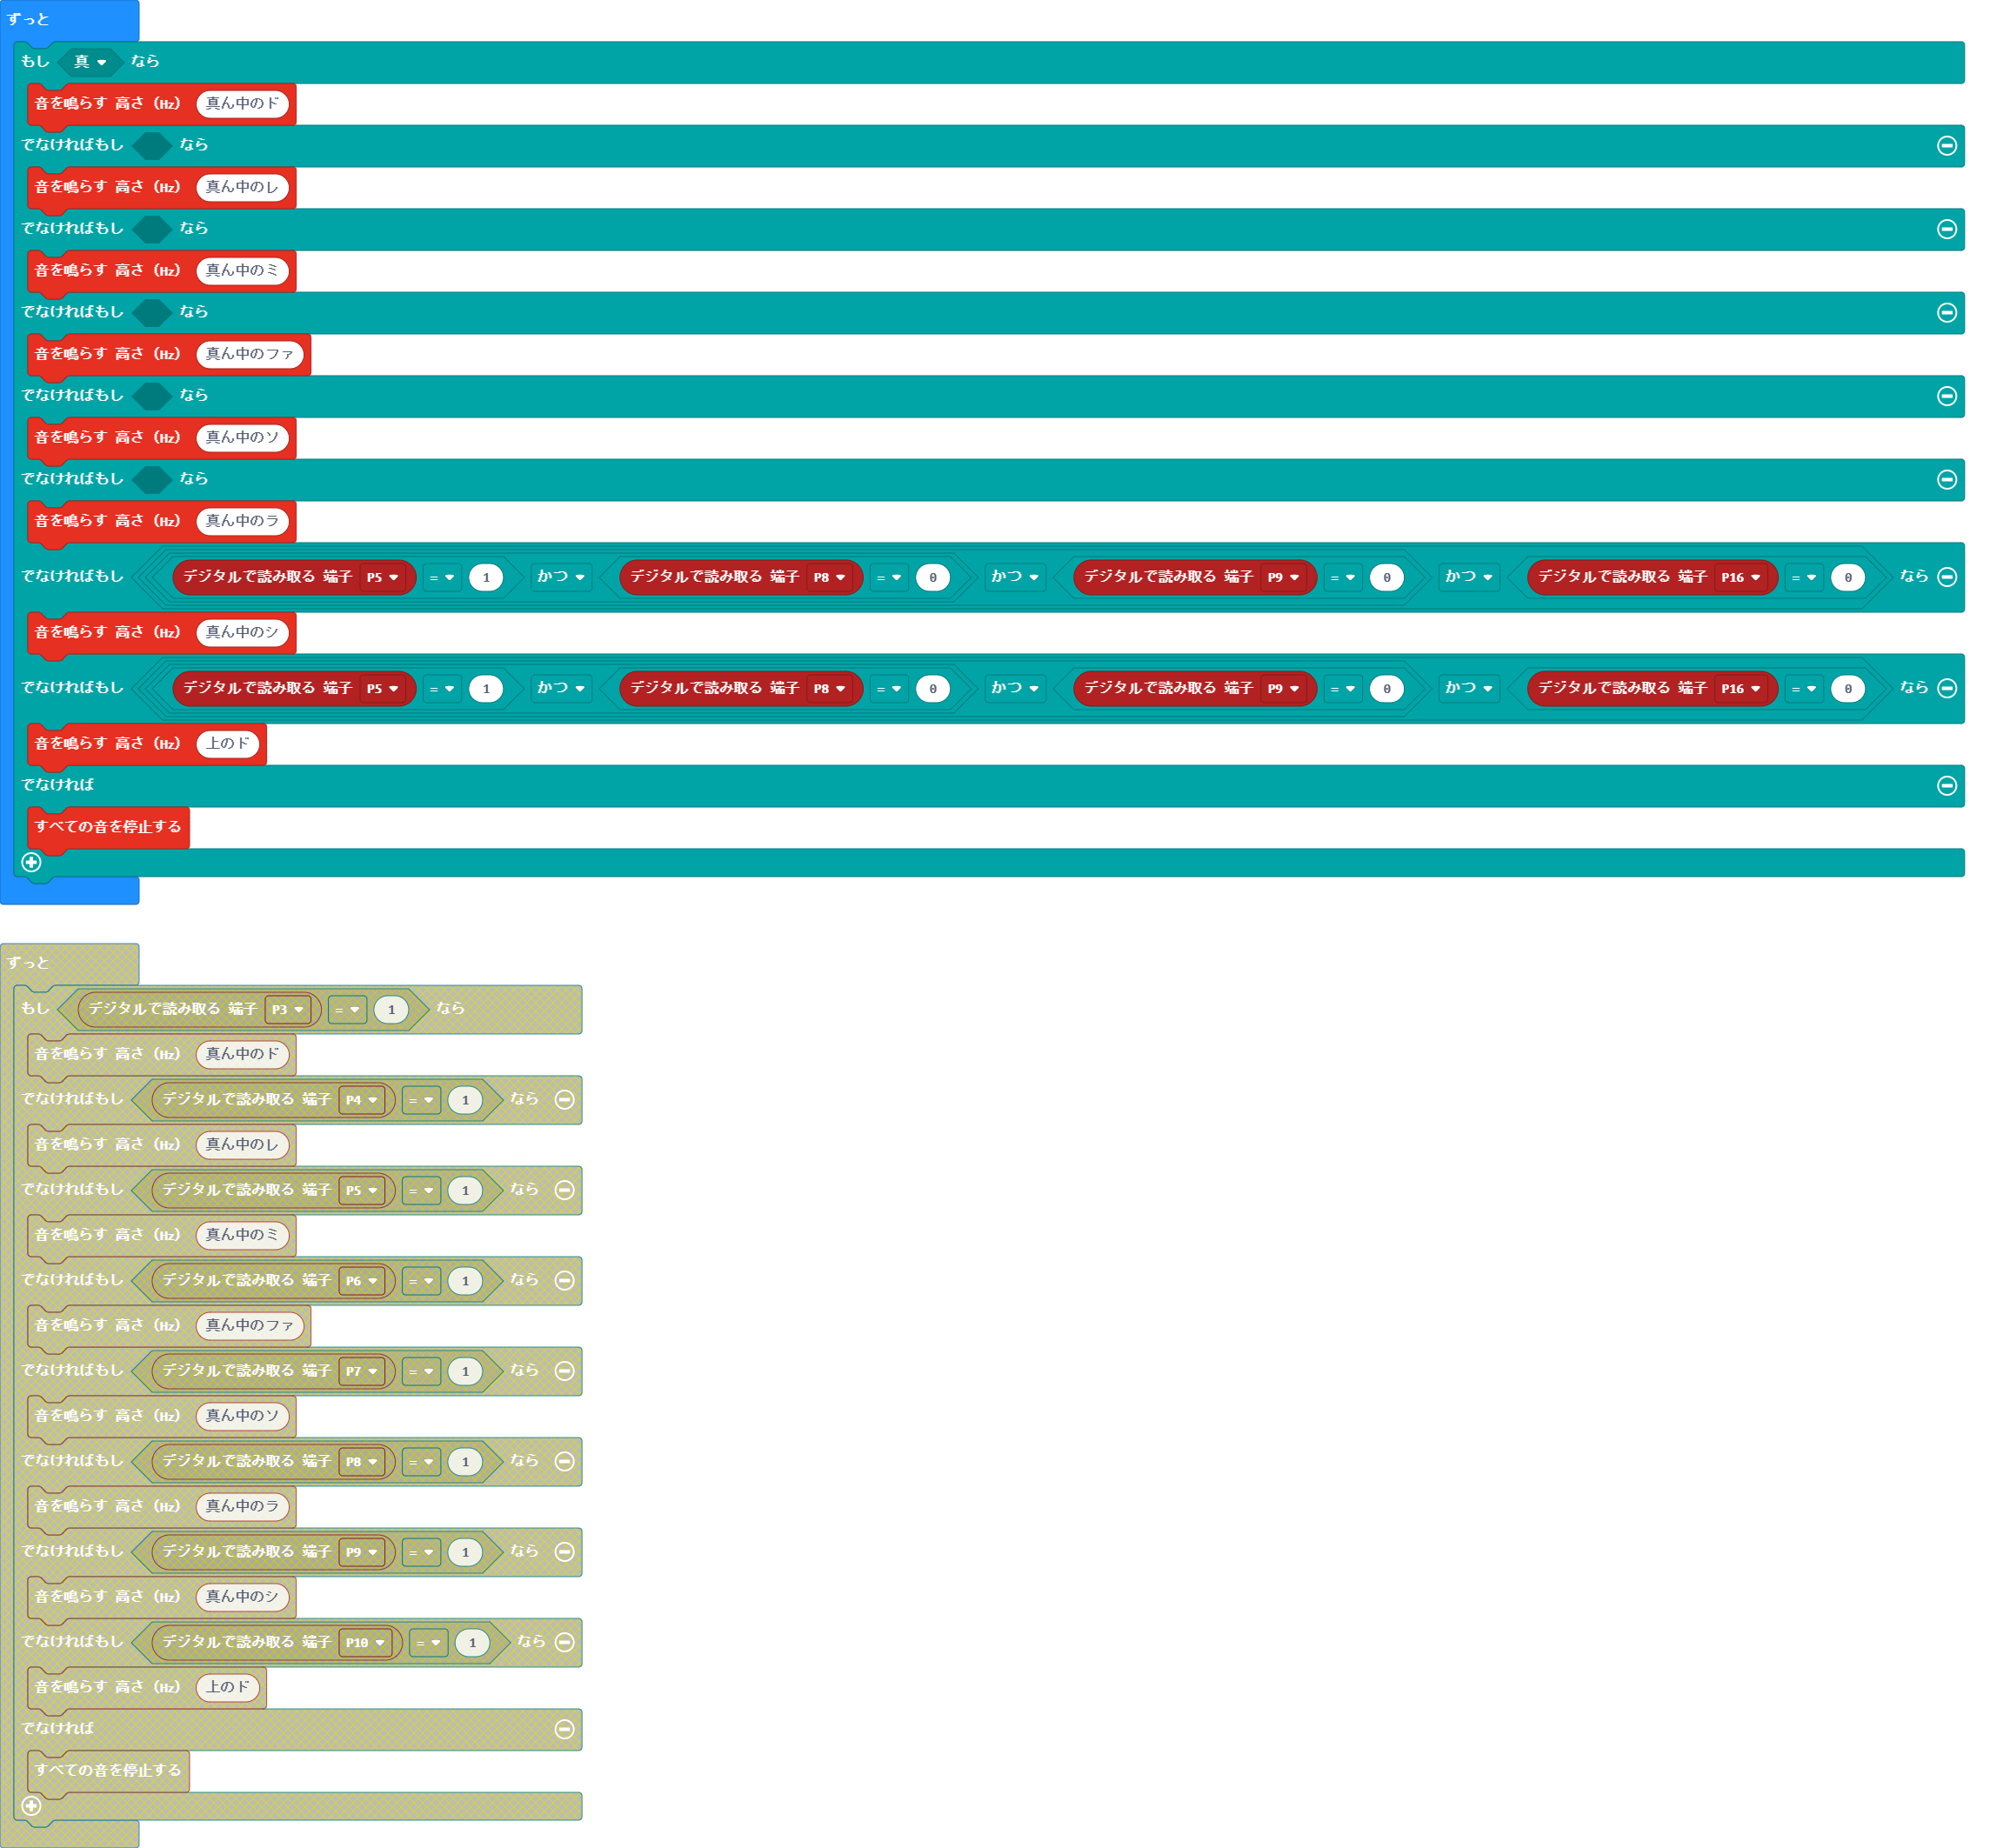 ずっと
もし 真 なら
音を鳴らす 高さ (Hz) 真ん中のド
でなければもし なら
音を鳴らす 高さ (Hz) 真ん中のレ
でなければもし なら
音を鳴らす 高さ (Hz) 真ん中のミ
でなければもし なら
音を鳴らす 高さ (Hz) 真ん中のファ
でなければもし なら
音を鳴らす 高さ (Hz) 真ん中のソ
でなければもし なら
音を鳴らす 高さ (Hz) 真ん中のラ
でなければもし デジタルで読み取る 端子 P5 = 1 かつ デジタルで読み取る 端子 P8 = 0 かつ デジタルで読み取る 端子 P9 = 0 かつ デジタルで読み取る 端子 P16 = 0 なら
音を鳴らす 高さ (Hz) 真ん中のシ
でなければもし デジタルで読み取る 端子 P5 = 1 かつ デジタルで読み取る 端子 P8 = 0 かつ デジタルで読み取る 端子 P9 = 0 かつ デジタルで読み取る 端子 P16 = 0 なら
音を鳴らす 高さ (Hz) 上のド
でなければ
すべての音を停止する
ずっと
もし デジタルで読み取る 端子 P3 = 1 なら
音を鳴らす 高さ (Hz) 真ん中のド
でなければもし デジタルで読み取る 端子 P4 = 1 なら
音を鳴らす 高さ (Hz) 真ん中のレ
でなければもし デジタルで読み取る 端子 P5 = 1 なら
音を鳴らす 高さ (Hz) 真ん中のミ
でなければもし デジタルで読み取る 端子 P6 = 1 なら
音を鳴らす 高さ (Hz) 真ん中のファ
でなければもし デジタルで読み取る 端子 P7 = 1 なら
音を鳴らす 高さ (Hz) 真ん中のソ
でなければもし デジタルで読み取る 端子 P8 = 1 なら
音を鳴らす 高さ (Hz) 真ん中のラ
でなければもし デジタルで読み取る 端子 P9 = 1 なら
音を鳴らす 高さ (Hz) 真ん中のシ
でなければもし デジタルで読み取る 端子 P10 = 1 なら
音を鳴らす 高さ (Hz) 上のド
でなければ
すべての音を停止する